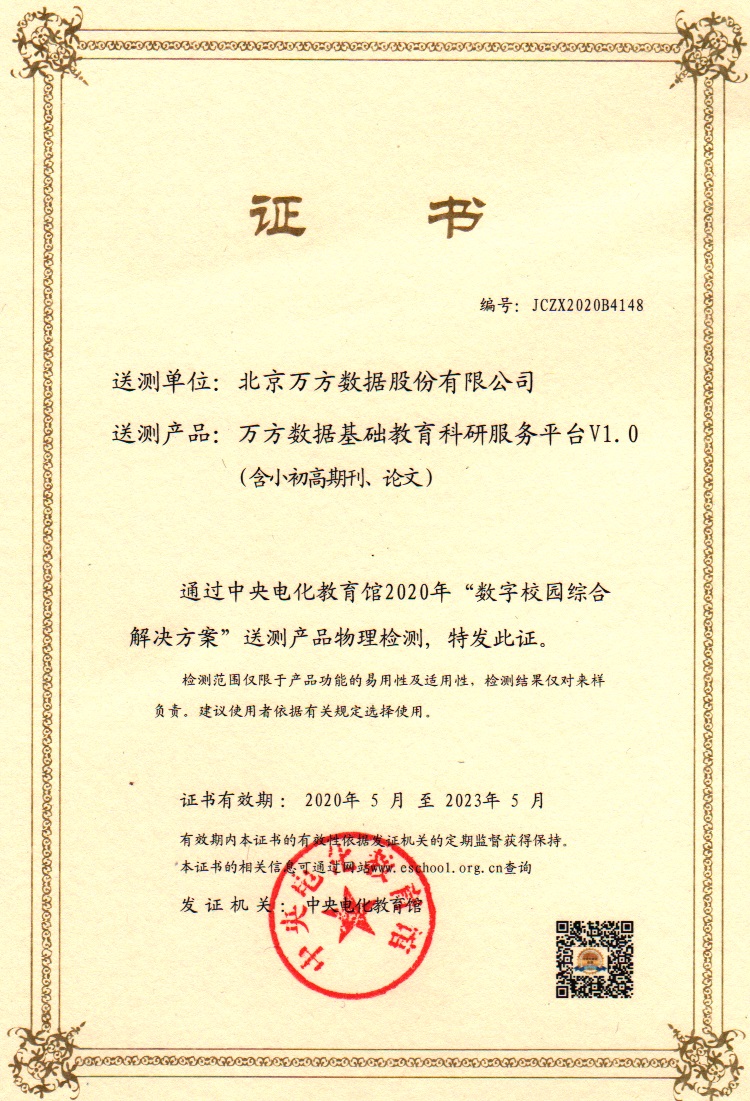 证 书
编号: JCZX2020B4148
送测单位: 北京万方数据股份有限公司
送测产品: 万方数据基础教育科研服务平台V1.0
(含小初高期刊、论文)
通过中央电化教育馆2020年“数字校园综合
解决方案”送测产品物理检测, 特发此证。
检测范围仅限于产品功能的易用性及适用性, 检测结果仅对来样
负责。建议使用者依据有关规定选择使用。
证书有效期: 2020年 5 月 至 2023年 5 月
有效期内本证书的有效性依据发证机关的定期监督获得保持。
本证书的相关信息可通过网站www.eschool.org.cn查询
发证机关: 中央电化教育馆
中央电化教育馆